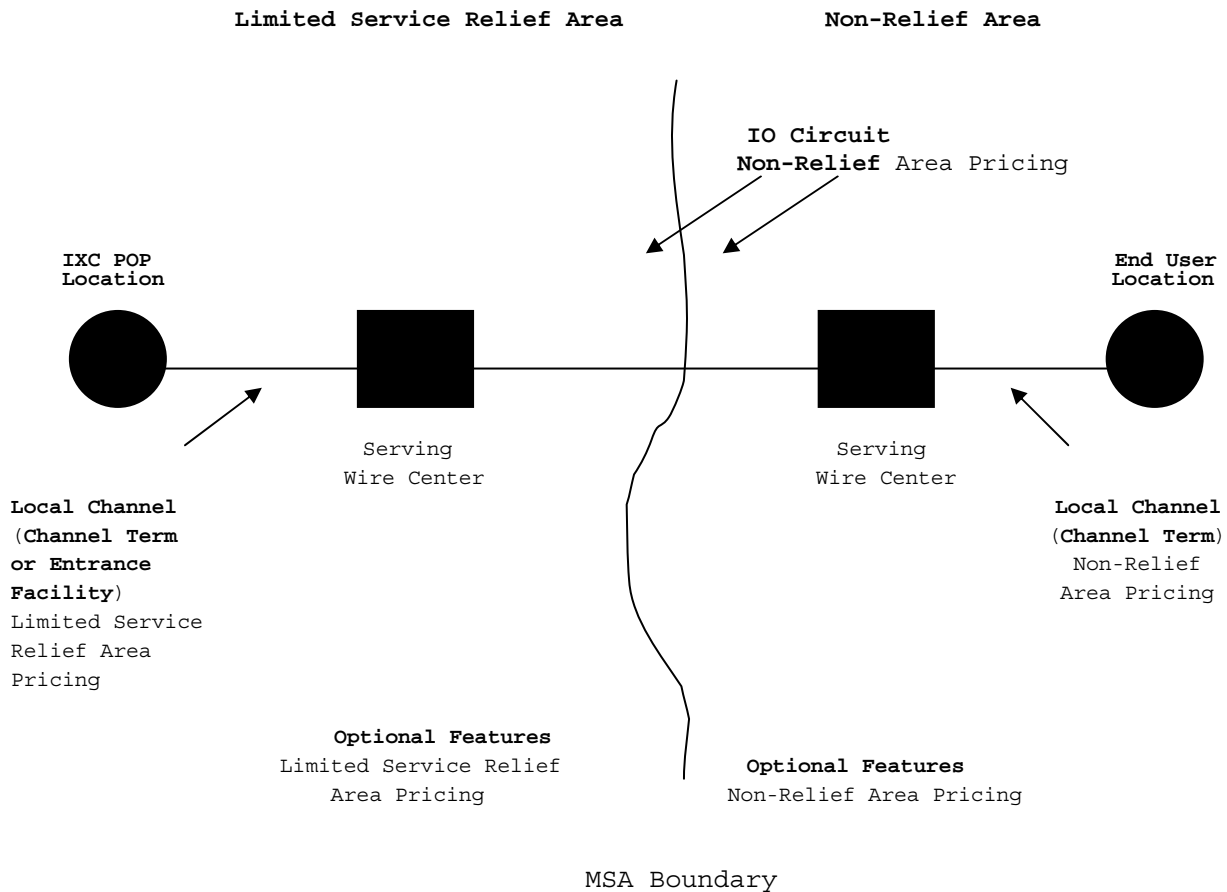 Limited Service Relief Area
Non-Relief Area
IO Circuit
Non-Relief Area Pricing
IXC POP
Location
End User
Location
Serving
Wire Center
Serving
Wire Center
Local Channel
(Channel Term
or Entrance
Facility)
Limited Service
Relief Area
Pricing
Local Channel
(Channel Term)
Non-Relief
Area Pricing
Optional Features
Limited Service Relief
Area Pricing
Optional Features
Non-Relief Area Pricing
MSA Boundary